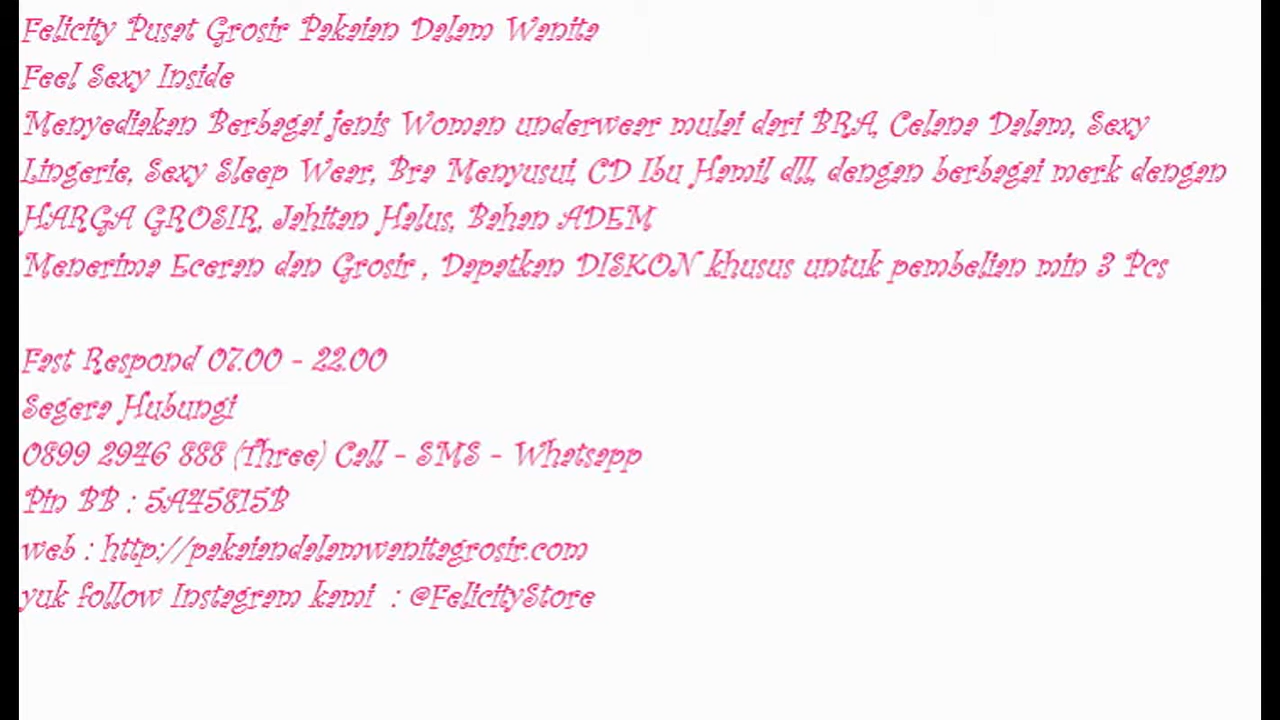 Felicity Pusat Grosir Pakaian Dalam Wanita
Feel Sexy Inside
Menyediakan Berbagai jenis Woman underwear mulai dari BRA, Celana Dalam, Sexy
Lingerie, Sexy Sleep Wear, Bra Menyusui, CD Ibu Hamil dll, dengan berbagai merk dengan
HARGA GROSIR, Jahitan Halus, Bahan ADEM
Menerima Eceran dan Grosir , Dapatkan DISKON khusus untuk pembelian min 3 Pcs
Fast Respond 07.00 - 22.00
Segera Hubungi
0899 2946 888 (Three) Call - SMS - Whatsapp
Pin BB : 5A45815B
web : http://pakaiandalamwanitagrosir.com
yuk follow Instagram kami : @FelicityStore